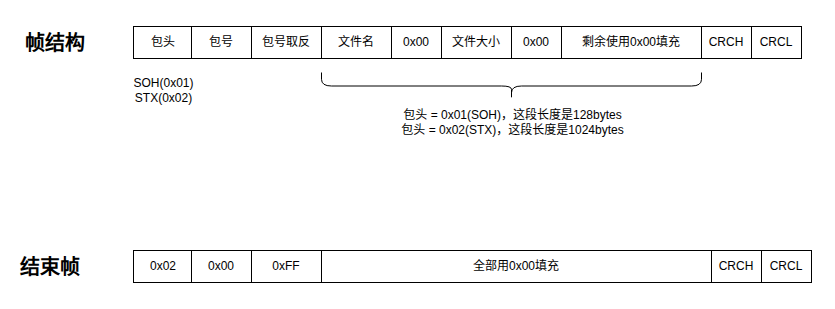 帧结构
包头 包号 包号取反 文件名 0x00 文件大小 0x00 剩余使用0x00填充 CRCH CRCL
SOH(0x01)
STX(0x02)
包头 = 0x01(SOH)，这段长度是128bytes
包头 = 0x02(STX)，这段长度是1024bytes
结束帧
0x02 0x00 0xFF 全部用0x00填充 CRCH CRCL